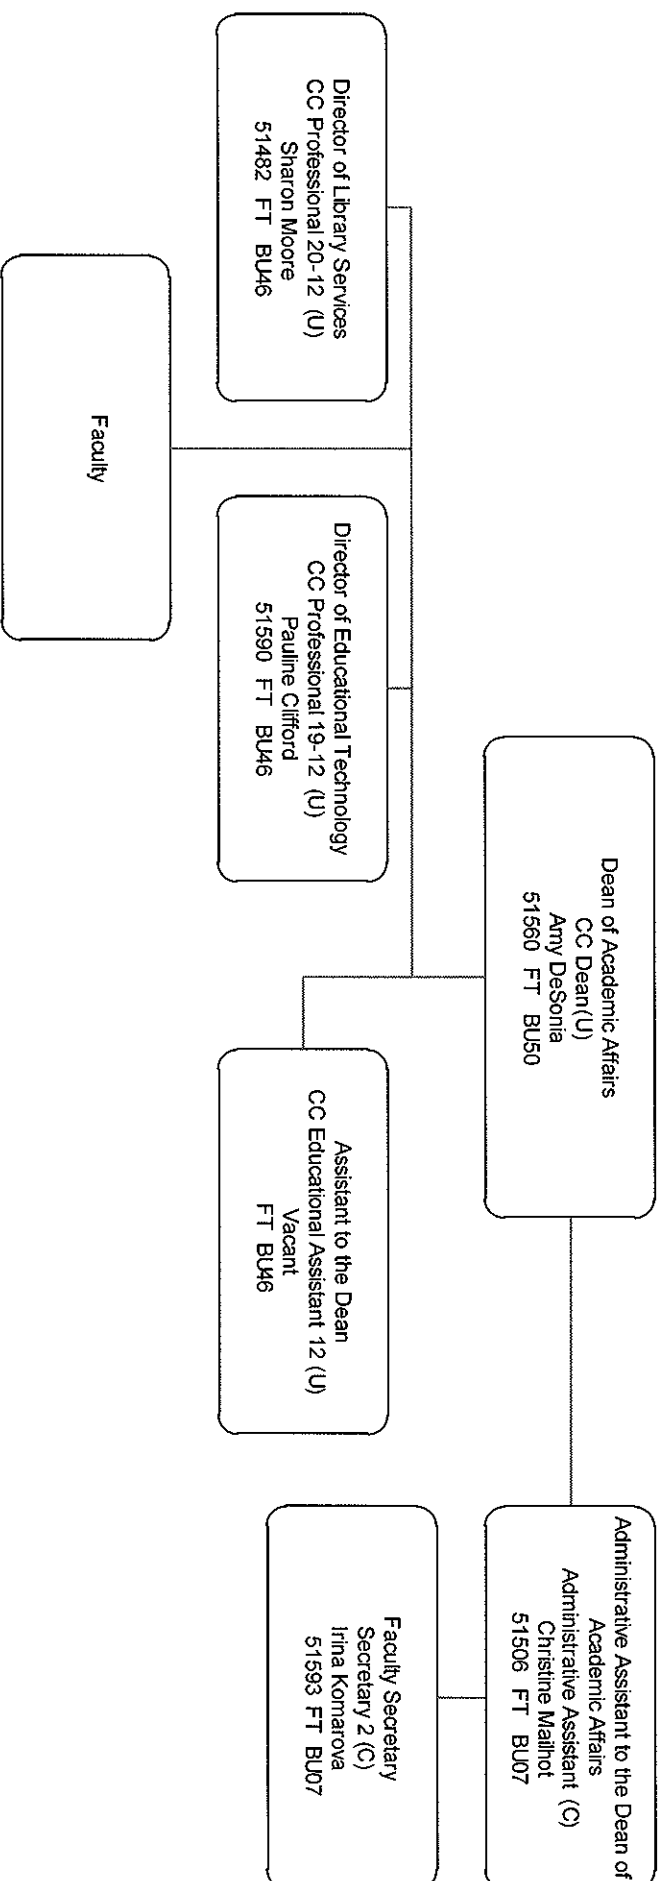 Dean of Academic Affairs
CC Dean(U)
Amy DeSonia
51560 FT BU50
Administrative Assistant to the Dean of
Academic Affairs
Administrative Assistant (C)
Christine Mailhot
51506 FT BU07
Director of Library Services
CC Professional 20-12 (U)
Sharon Moore
51482 FT BU46
Director of Educational Technology
CC Professional 19-12 (U)
Pauline Clifford
51590 FT BU46
Assistant to the Dean
CC Educational Assistant 12 (U)
Vacant
FT BU46
Faculty Secretary
Secretary 2 (C)
Irina Komarova
51593 FT BU07
Faculty